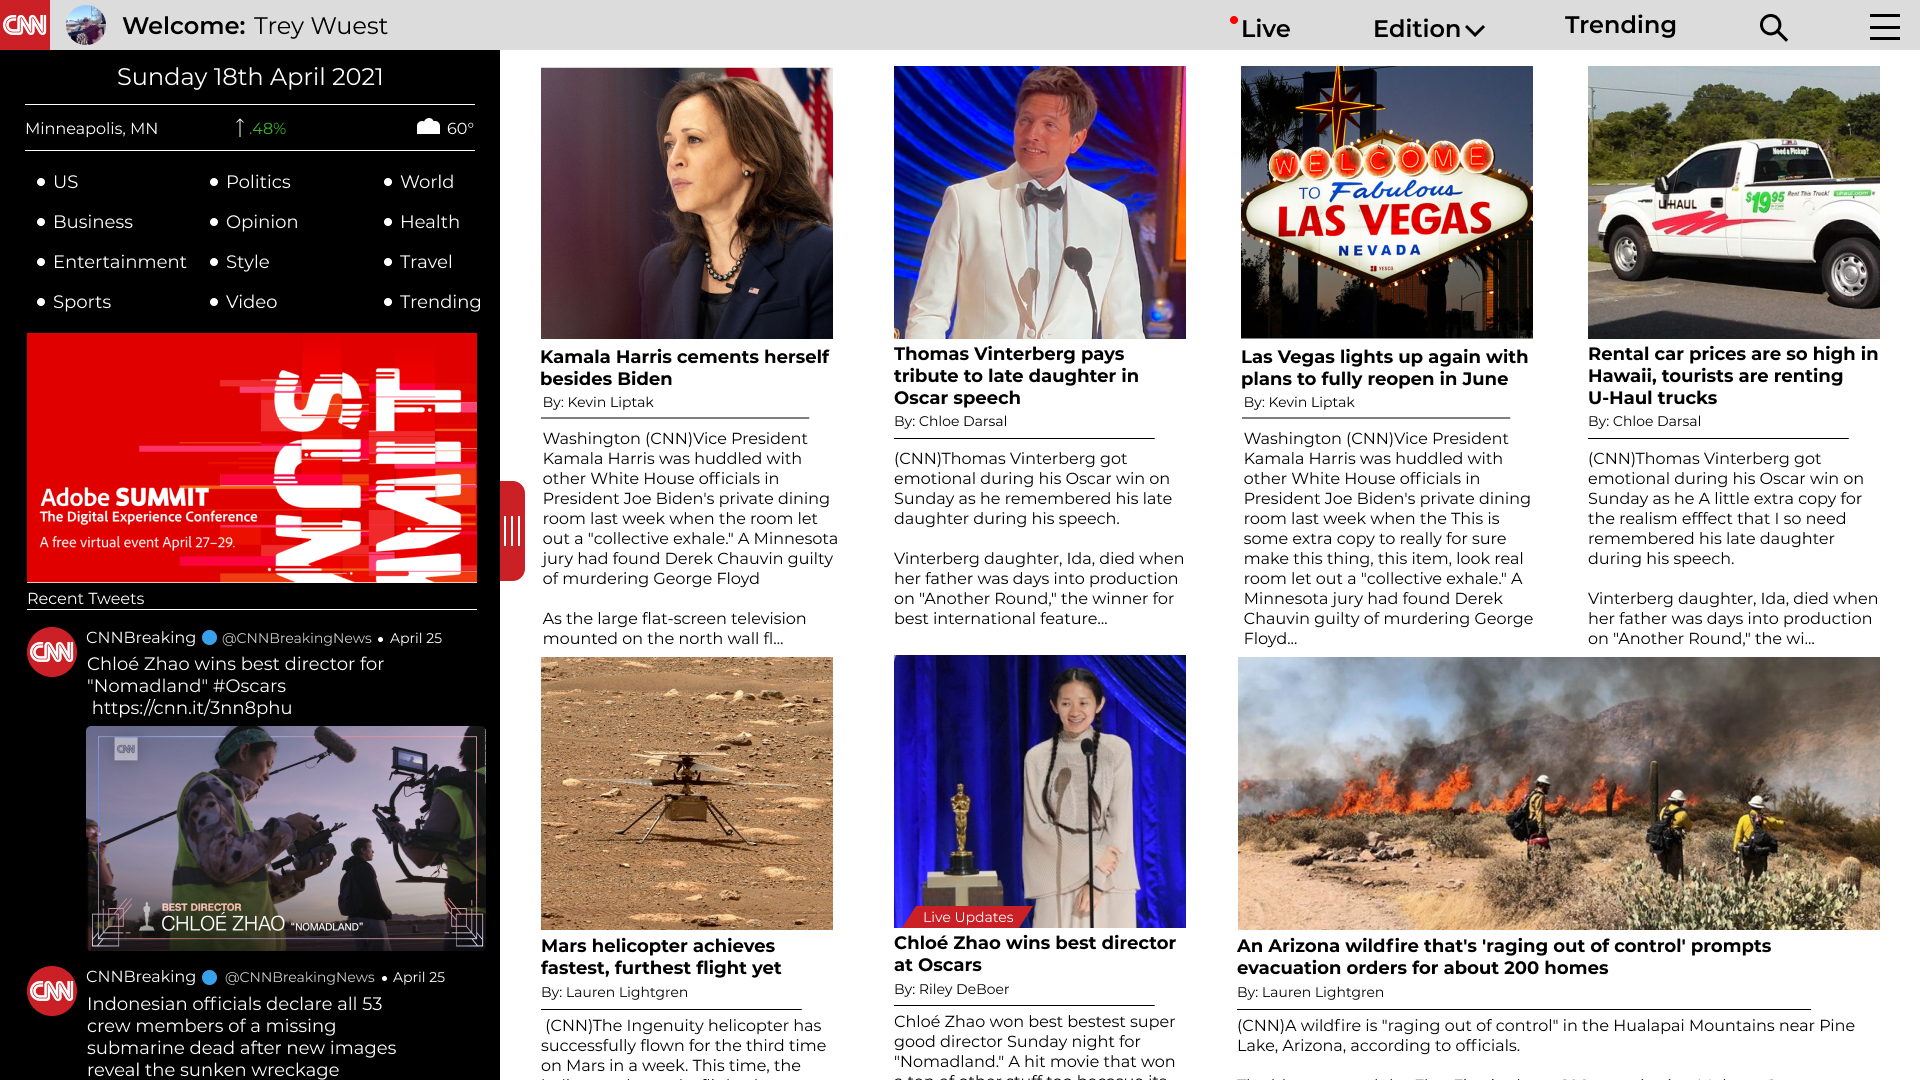 CNN
Welcome: Trey Wuest
Live
Edition
Trending
Sunday 18th April 2021
Minneapolis, MN
.48%
60°
US
Politics
World
Business
Opinion
Health
Entertainment
Style
Travel
Sports
Video
Trending
Adobe SUMMIT
The Digital Experience Conference
A free virtual event April 27–29.
Recent Tweets
CNN
CNNBreaking @CNNBreakingNews • April 25
Chloé Zhao wins best director for
"Nomadland" #Oscars
https://cnn.it/3nn8phu
CNN
BEST DIRECTOR
CHLOÉ ZHAO "NOMADLAND"
CNN
CNNBreaking @CNNBreakingNews • April 25
Indonesian officials declare all 53
crew members of a missing
submarine dead after new images
reveal the sunken wreckage
Kamala Harris cements herself
besides Biden
By: Kevin Liptak
Washington (CNN)Vice President
Kamala Harris was huddled with
other White House officials in
President Joe Biden's private dining
room last week when the room let
out a "collective exhale." A Minnesota
jury had found Derek Chauvin guilty
of murdering George Floyd
As the large flat-screen television
mounted on the north wall fl...
Thomas Vinterberg pays
tribute to late daughter in
Oscar speech
By: Chloe Darsal
(CNN)Thomas Vinterberg got
emotional during his Oscar win on
Sunday as he remembered his late
daughter during his speech.
Vinterberg daughter, Ida, died when
her father was days into production
on "Another Round," the winner for
best international feature...
WELCOME
TO Fabulous
LAS VEGAS
NEVADA
YESCO
Las Vegas lights up again with
plans to fully reopen in June
By: Kevin Liptak
Washington (CNN)Vice President
Kamala Harris was huddled with
other White House officials in
President Joe Biden's private dining
room last week when the This is
some extra copy to really for sure
make this thing, this item, look real
room let out a "collective exhale." A
Minnesota jury had found Derek
Chauvin guilty of murdering George
Floyd...
Need a Pickup?
U-HAUL
$19.95
Rent This Truck!
Rental car prices are so high in
Hawaii, tourists are renting
U-Haul trucks
By: Chloe Darsal
(CNN)Thomas Vinterberg got
emotional during his Oscar win on
Sunday as he A little extra copy for
the realism efffect that I so need
remembered his late daughter
during his speech.
Vinterberg daughter, Ida, died when
her father was days into production
on "Another Round," the wi...
Mars helicopter achieves
fastest, furthest flight yet
By: Lauren Lightgren
(CNN)The Ingenuity helicopter has
successfully flown for the third time
on Mars in a week. This time, the
Live Updates
Chloé Zhao wins best director
at Oscars
By: Riley DeBoer
Chloé Zhao won best bestest super
good director Sunday night for
"Nomadland." A hit movie that won
An Arizona wildfire that's 'raging out of control' prompts
evacuation orders for about 200 homes
By: Lauren Lightgren
(CNN)A wildfire is "raging out of control" in the Hualapai Mountains near Pine
Lake, Arizona, according to officials.